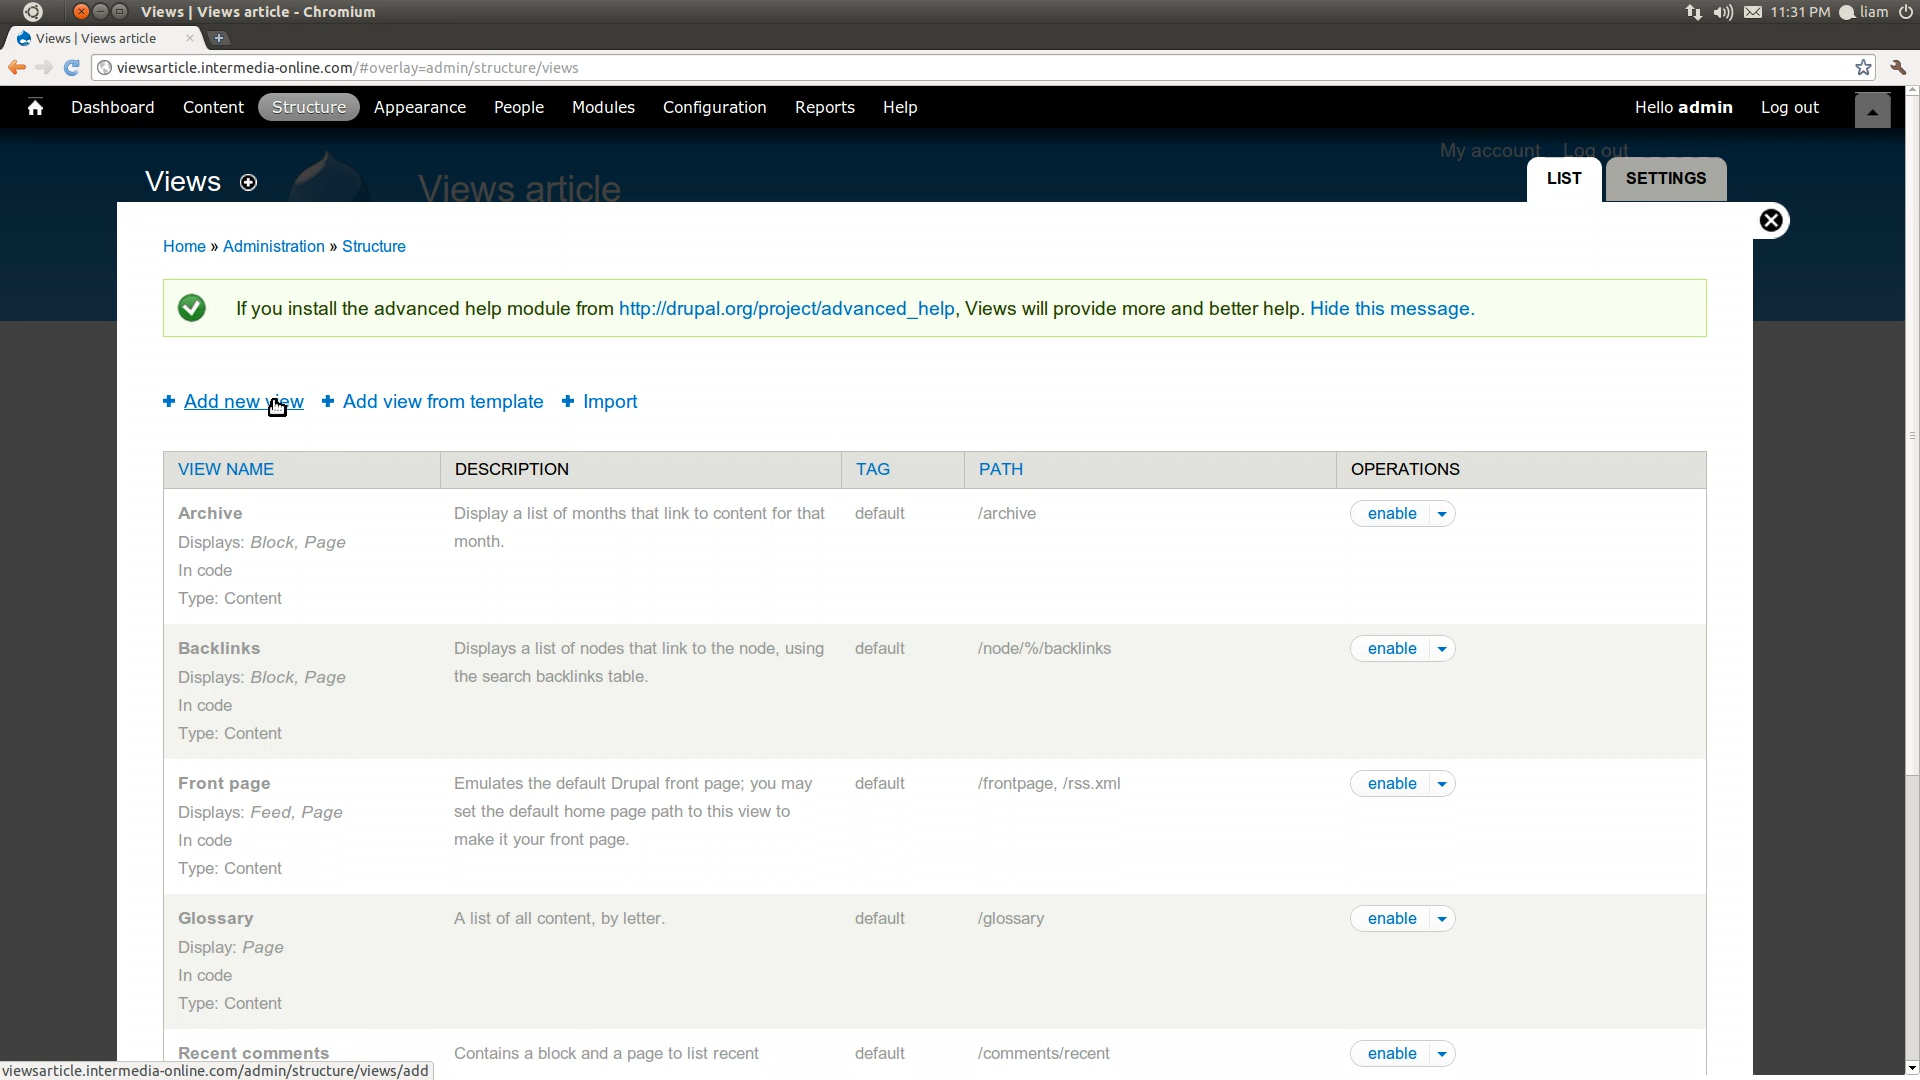 Views | Views article - Chromium
11:31 PM liam
Views | Views article
viewsarticle.intermedia-online.com/#overlay=admin/structure/views
Dashboard Content Structure Appearance People Modules Configuration Reports Help
Hello admin Log out
My account Log out
Views
Views article
LIST SETTINGS
Home » Administration » Structure
If you install the advanced help module from http://drupal.org/project/advanced_help, Views will provide more and better help. Hide this message.
Add new view Add view from template Import
VIEW NAME DESCRIPTION TAG PATH OPERATIONS
Archive Display a list of months that link to content for that default /archive enable
month.
Displays: Block, Page
In code
Type: Content
Backlinks Displays a list of nodes that link to the node, using default /node/%/backlinks enable
the search backlinks table.
Displays: Block, Page
In code
Type: Content
Front page Emulates the default Drupal front page; you may default /frontpage, /rss.xml enable
set the default home page path to this view to
make it your front page.
Displays: Feed, Page
In code
Type: Content
Glossary A list of all content, by letter. default /glossary enable
Display: Page
In code
Type: Content
Recent comments Contains a block and a page to list recent default /comments/recent enable
viewsarticle.intermedia-online.com/admin/structure/views/add